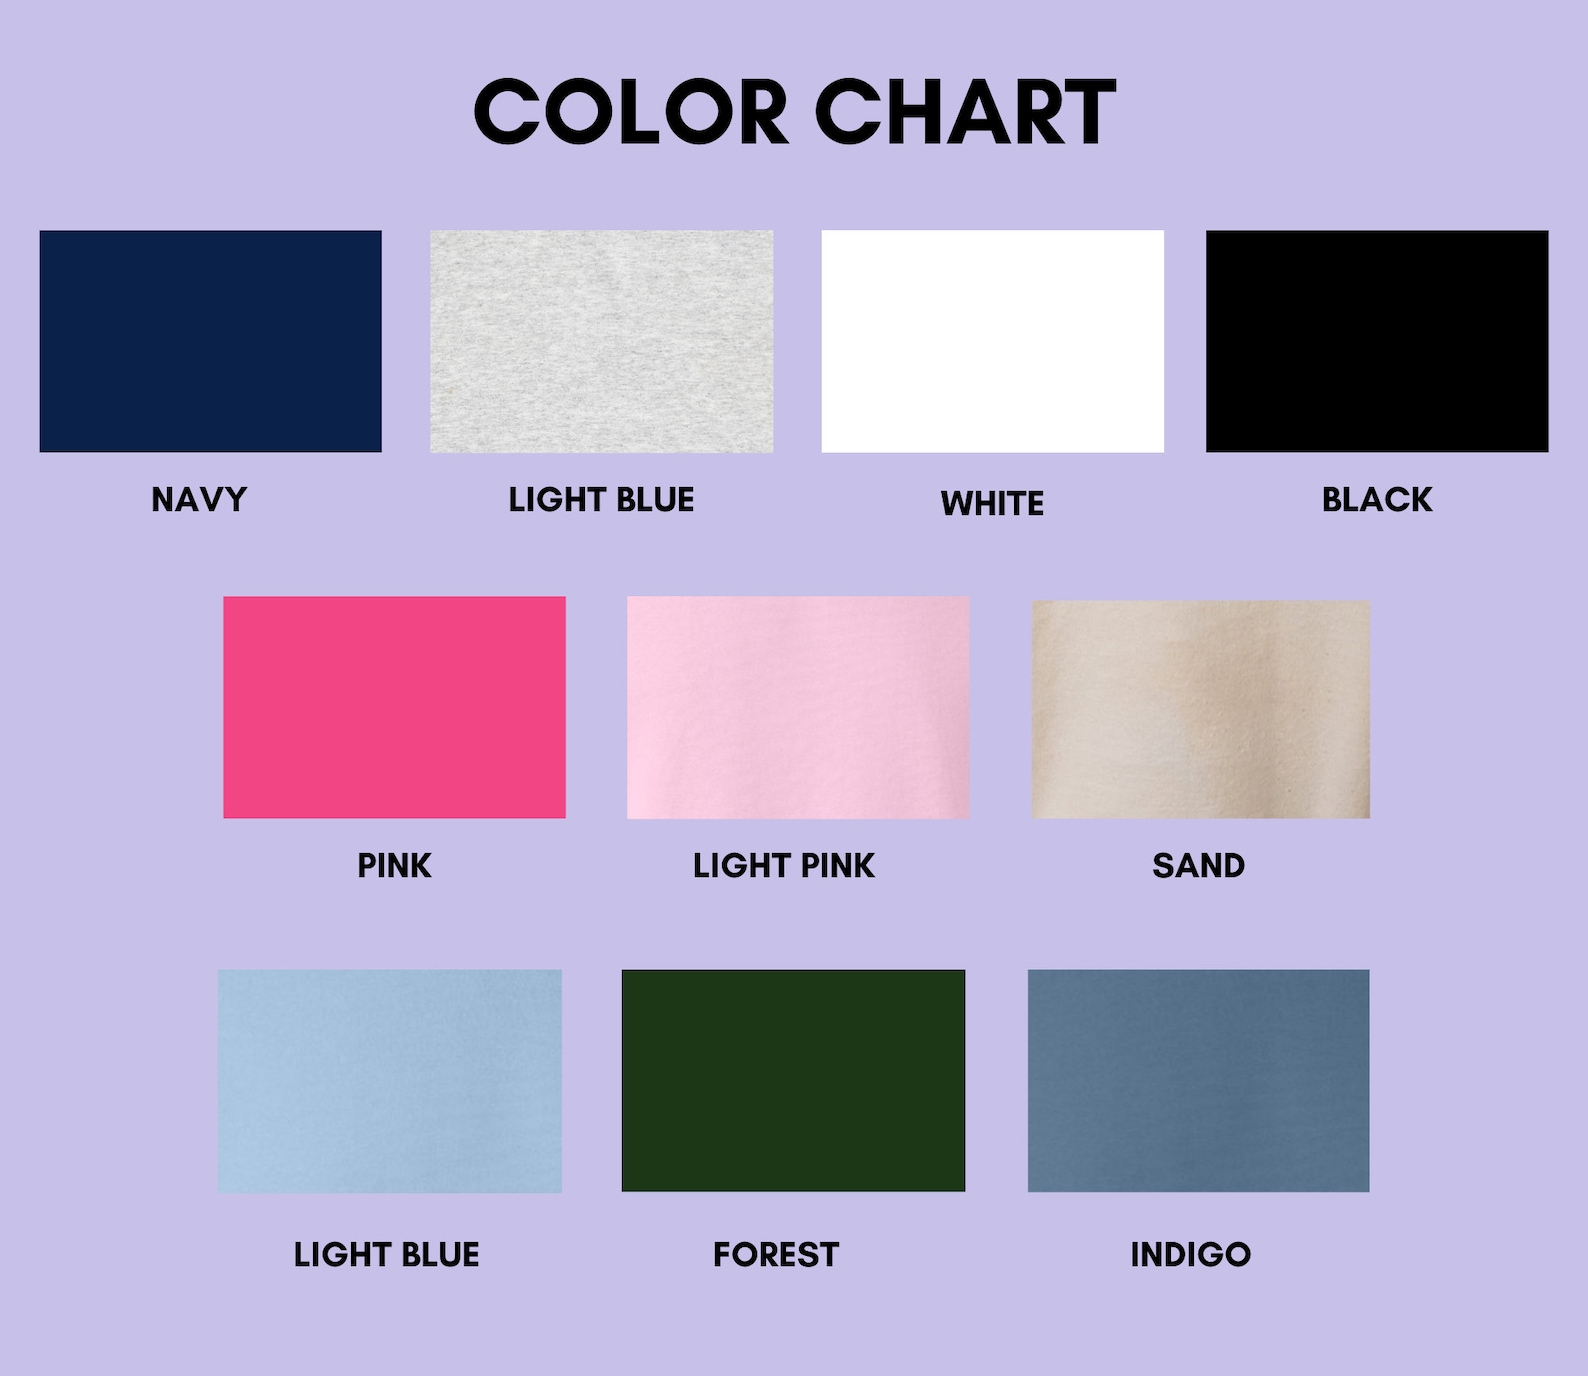 COLOR CHART
NAVY
LIGHT BLUE
WHITE
BLACK
PINK
LIGHT PINK
SAND
LIGHT BLUE
FOREST
INDIGO